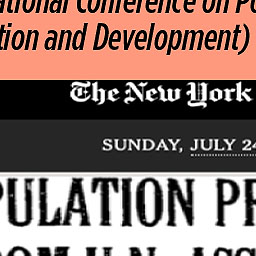 ational Conference on Po
tion and Development)
The New York
SUNDAY, JULY 24
PULATION PR